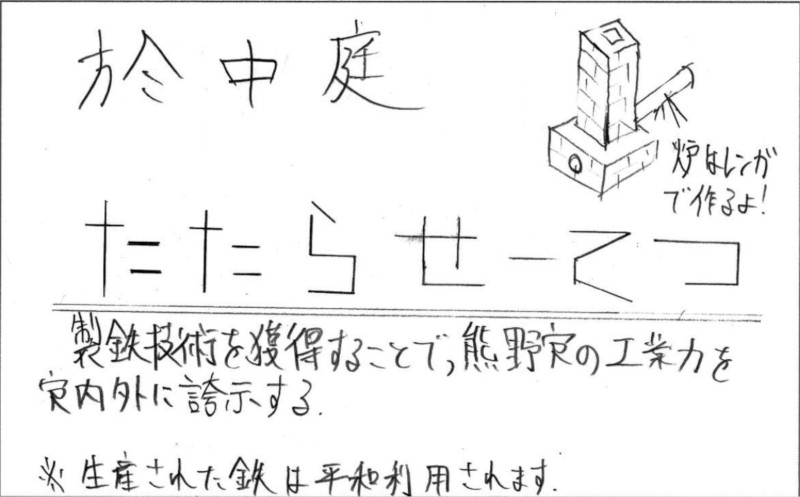 於中庭
炉はレンガ
で作るよ!
たたらせーてつ
製鉄技術を獲得することで、熊野寮の工業力を
寮内外に誇示する.
※生産された鉄は平和利用されます.